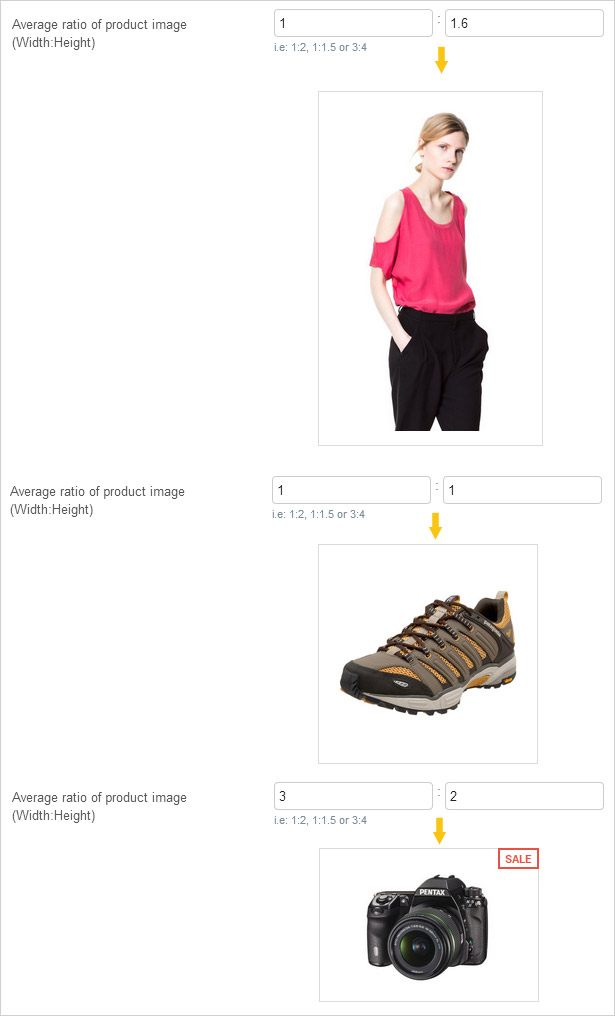 Average ratio of product image
(Width:Height)
1 : 1.6
i.e: 1:2, 1:1.5 or 3:4
Average ratio of product image
(Width:Height)
1 : 1
i.e: 1:2, 1:1.5 or 3:4
Average ratio of product image
(Width:Height)
3 : 2
i.e: 1:2, 1:1.5 or 3:4
SALE
PENTAX